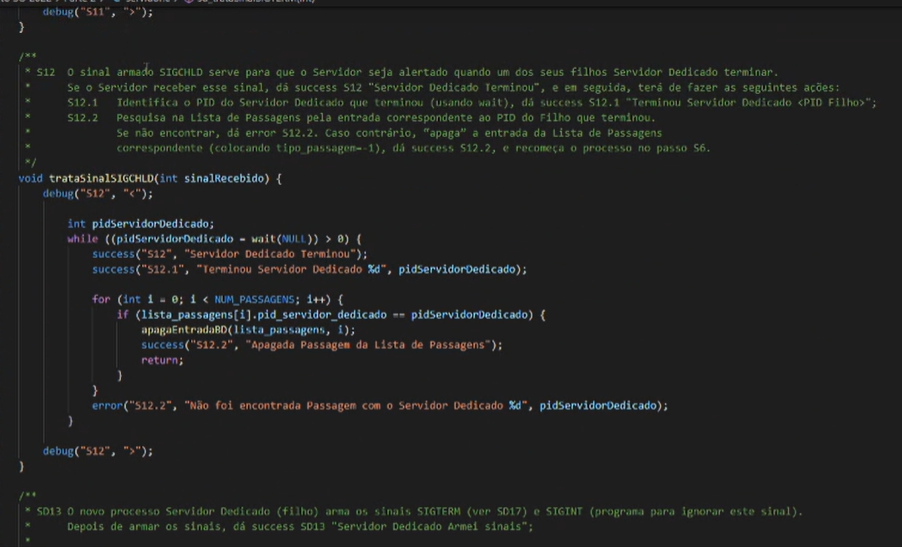 debug("S11", ">");
}
/**
* S12 O sinal armado SIGCHLD serve para que o Servidor seja alertado quando um dos seus filhos Servidor Dedicado terminar.
* Se o Servidor receber esse sinal, dá success S12 "Servidor Dedicado Terminou", e em seguida, terá de fazer as seguintes ações:
* S12.1 Identifica o PID do Servidor Dedicado que terminou (usando wait), dá success S12.1 "Terminou Servidor Dedicado <PID Filho>";
* S12.2 Pesquisa na Lista de Passagens pela entrada correspondente ao PID do Filho que terminou.
* Se não encontrar, dá error S12.2. Caso contrário, "apaga" a entrada da Lista de Passagens
* correspondente (colocando tipo_passagem=-1), dá success S12.2, e recomeça o processo no passo S6.
*/
void trataSinalSIGCHLD(int sinalRecebido) {
debug("S12", "<");
int pidServidorDedicado;
while ((pidServidorDedicado = wait(NULL)) > 0) {
success("S12", "Servidor Dedicado Terminou");
success("S12.1", "Terminou Servidor Dedicado %d", pidServidorDedicado);
for (int i = 0; i < NUM_PASSAGENS; i++) {
if (lista_passagens[i].pid_servidor_dedicado == pidServidorDedicado) {
apagaEntradaBD(lista_passagens, i);
success("S12.2", "Apagada Passagem da Lista de Passagens");
return;
}
}
error("S12.2", "Não foi encontrada Passagem com o Servidor Dedicado %d", pidServidorDedicado);
}
debug("S12", ">");
}
/**
* SD13 O novo processo Servidor Dedicado (filho) arma os sinais SIGTERM (ver SD17) e SIGINT (programa para ignorar este sinal).
* Depois de armar os sinais, dá success SD13 "Servidor Dedicado Armei sinais";
*